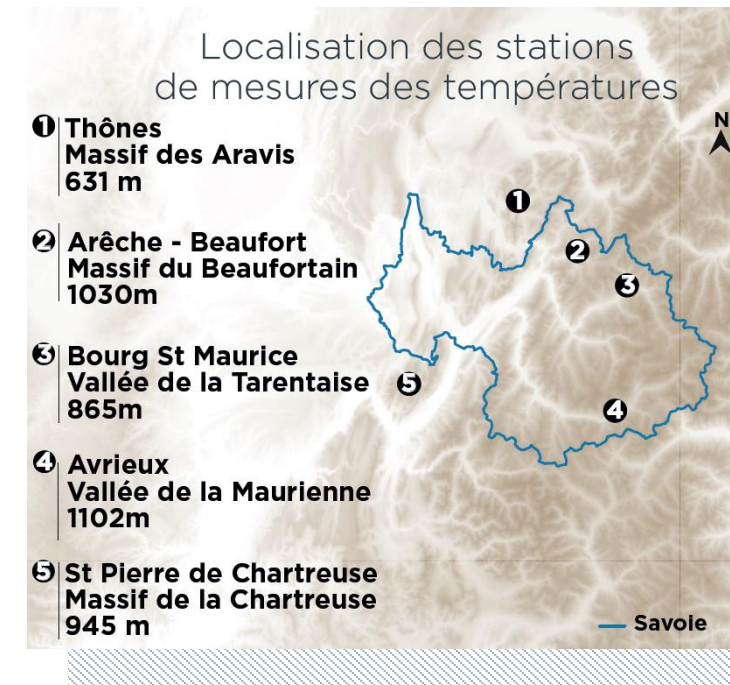 Localisation des stations
de mesures des températures
N
1 Thônes
Massif des Aravis
631 m
2 Arêche - Beaufort
Massif du Beaufortain
1030m
3 Bourg St Maurice
Vallée de la Tarentaise
865m
4 Avrieux
Vallée de la Maurienne
1102m
5 St Pierre de Chartreuse
Massif de la Chartreuse
945 m
1
2
3
5
4
Savoie